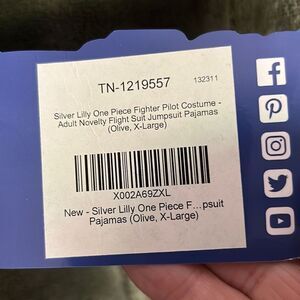 TN-1219557
132311
Silver Lilly One Piece Fighter Pilot Costume -
Adult Novelty Flight Suit Jumpsuit Pajamas
(Olive, X-Large)
X002A69ZXL
New - Silver Lilly One Piece F...psuit
Pajamas (Olive, X-Large)